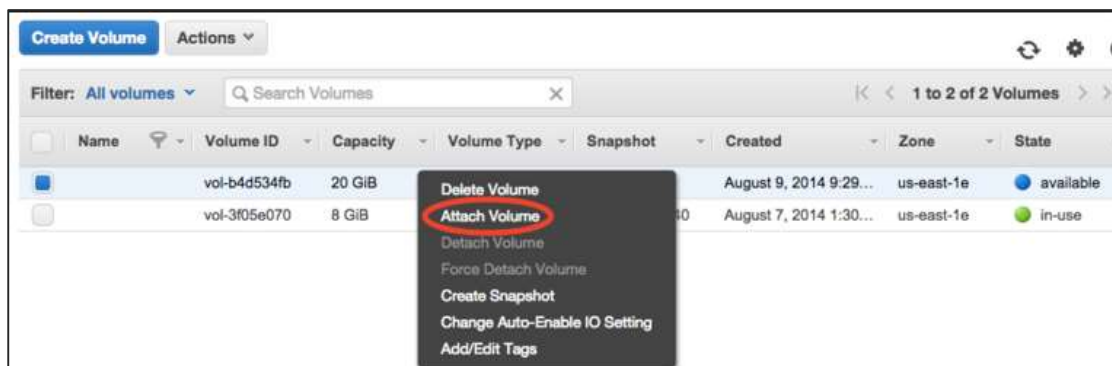 Create Volume Actions
Filter: All volumes Search Volumes 1 to 2 of 2 Volumes
Name Volume ID Capacity Volume Type Snapshot Created Zone State
vol-b4d534fb 20 GiB August 9, 2014 9:29... us-east-1e available
vol-3f05e070 8 GiB 40 August 7, 2014 1:30... us-east-1e in-use
Delete Volume
Attach Volume
Detach Volume
Force Detach Volume
Create Snapshot
Change Auto-Enable IO Setting
Add/Edit Tags